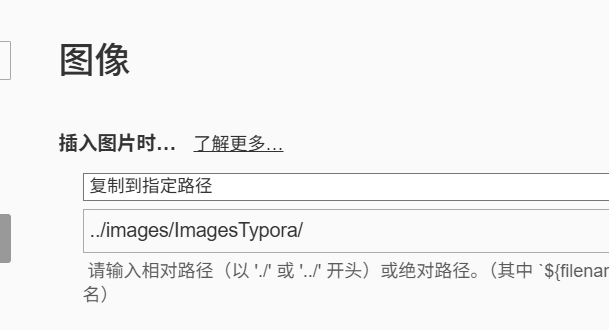 图像
插入图片时... 了解更多...
复制到指定路径
../images/ImagesTypora/
请输入相对路径（以 './' 或 '../' 开头）或绝对路径。（其中 `${filenar
名）